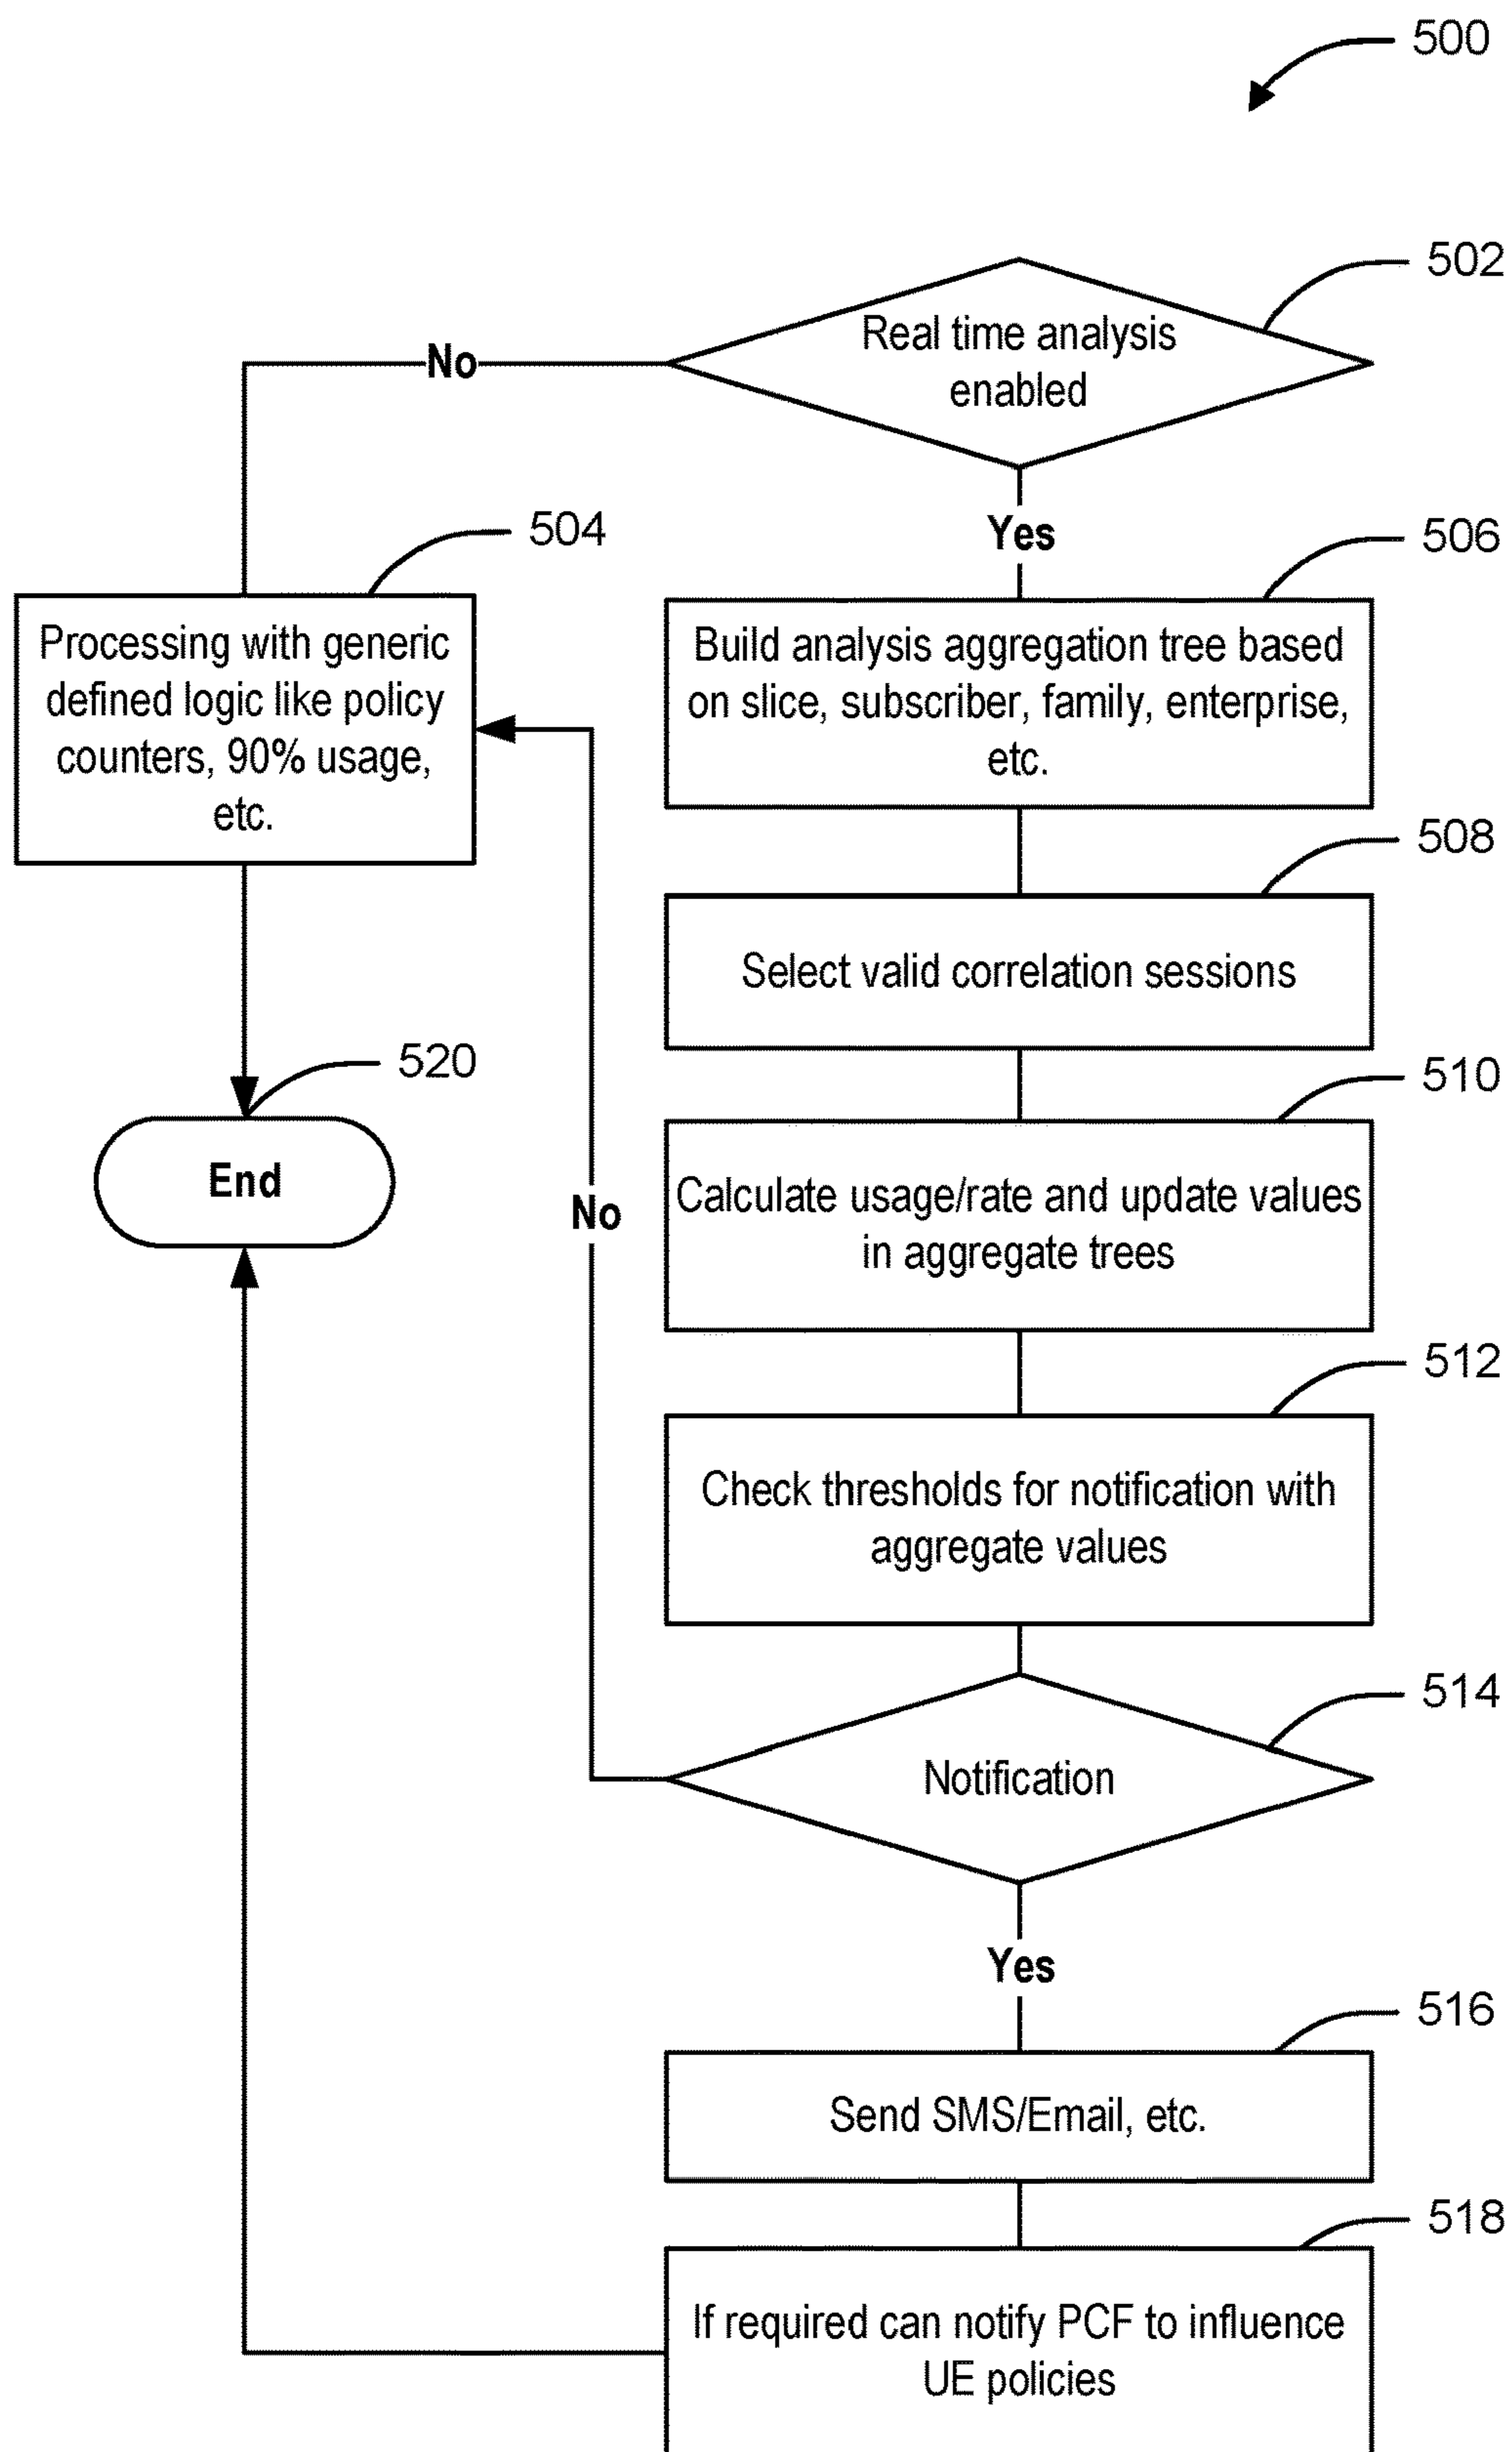 500
502
Real time analysis
enabled
No
Yes
504
506
Processing with generic
defined logic like policy
counters, 90% usage,
etc.
Build analysis aggregation tree based
on slice, subscriber, family, enterprise,
etc.
508
Select valid correlation sessions
520
End
510
Calculate usage/rate and update values
in aggregate trees
No
512
Check thresholds for notification with
aggregate values
514
Notification
Yes
516
Send SMS/Email, etc.
518
If required can notify PCF to influence
UE policies